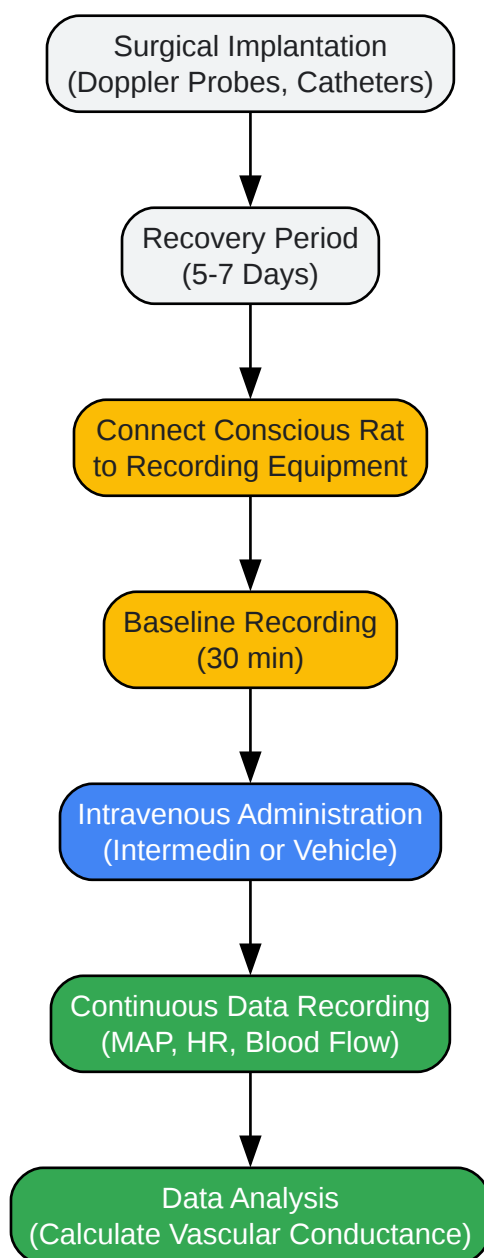 Surgical Implantation
(Doppler Probes, Catheters)
Recovery Period
(5-7 Days)
Connect Conscious Rat
to Recording Equipment
Baseline Recording
(30 min)
Intravenous Administration
(Intermedin or Vehicle)
Continuous Data Recording
(MAP, HR, Blood Flow)
Data Analysis
(Calculate Vascular Conductance)